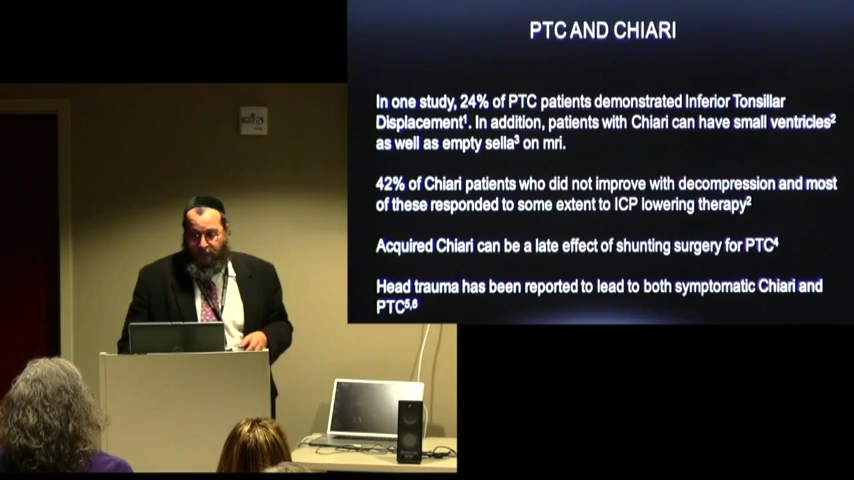 PTC AND CHIARI
In one study, 24% of PTC patients demonstrated Inferior Tonsillar
Displacement¹. In addition, patients with Chiari can have small ventricles²
as well as empty sella³ on mri.
42% of Chiari patients who did not improve with decompression and most
of these responded to some extent to ICP lowering therapy²
Acquired Chiari can be a late effect of shunting surgery for PTC⁴
Head trauma has been reported to lead to both symptomatic Chiari and
PTC⁵,⁶